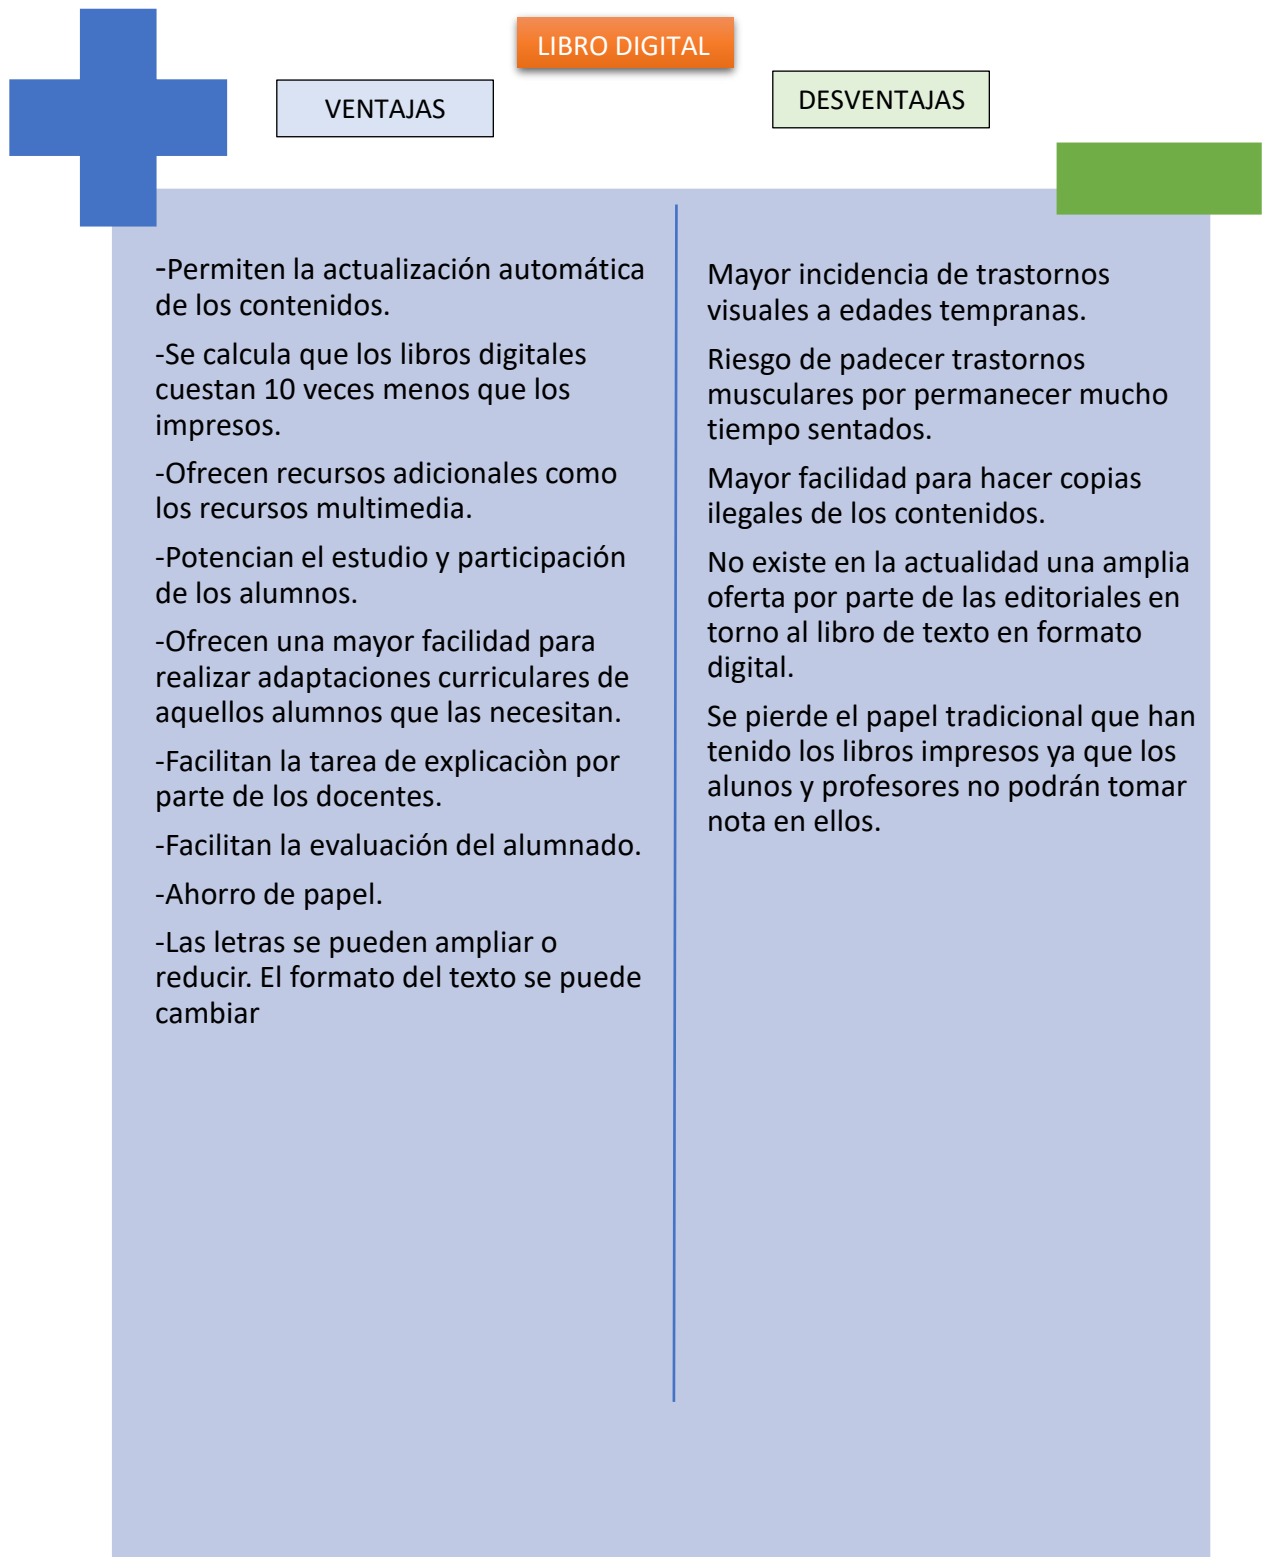 LIBRO DIGITAL
VENTAJAS
DESVENTAJAS
-Permiten la actualización automática
de los contenidos.
-Se calcula que los libros digitales
cuestan 10 veces menos que los
impresos.
-Ofrecen recursos adicionales como
los recursos multimedia.
-Potencian el estudio y participación
de los alumnos.
-Ofrecen una mayor facilidad para
realizar adaptaciones curriculares de
aquellos alumnos que las necesitan.
-Facilitan la tarea de explicaciòn por
parte de los docentes.
-Facilitan la evaluación del alumnado.
-Ahorro de papel.
-Las letras se pueden ampliar o
reducir. El formato del texto se puede
cambiar
Mayor incidencia de trastornos
visuales a edades tempranas.
Riesgo de padecer trastornos
musculares por permanecer mucho
tiempo sentados.
Mayor facilidad para hacer copias
ilegales de los contenidos.
No existe en la actualidad una amplia
oferta por parte de las editoriales en
torno al libro de texto en formato
digital.
Se pierde el papel tradicional que han
tenido los libros impresos ya que los
alunos y profesores no podrán tomar
nota en ellos.